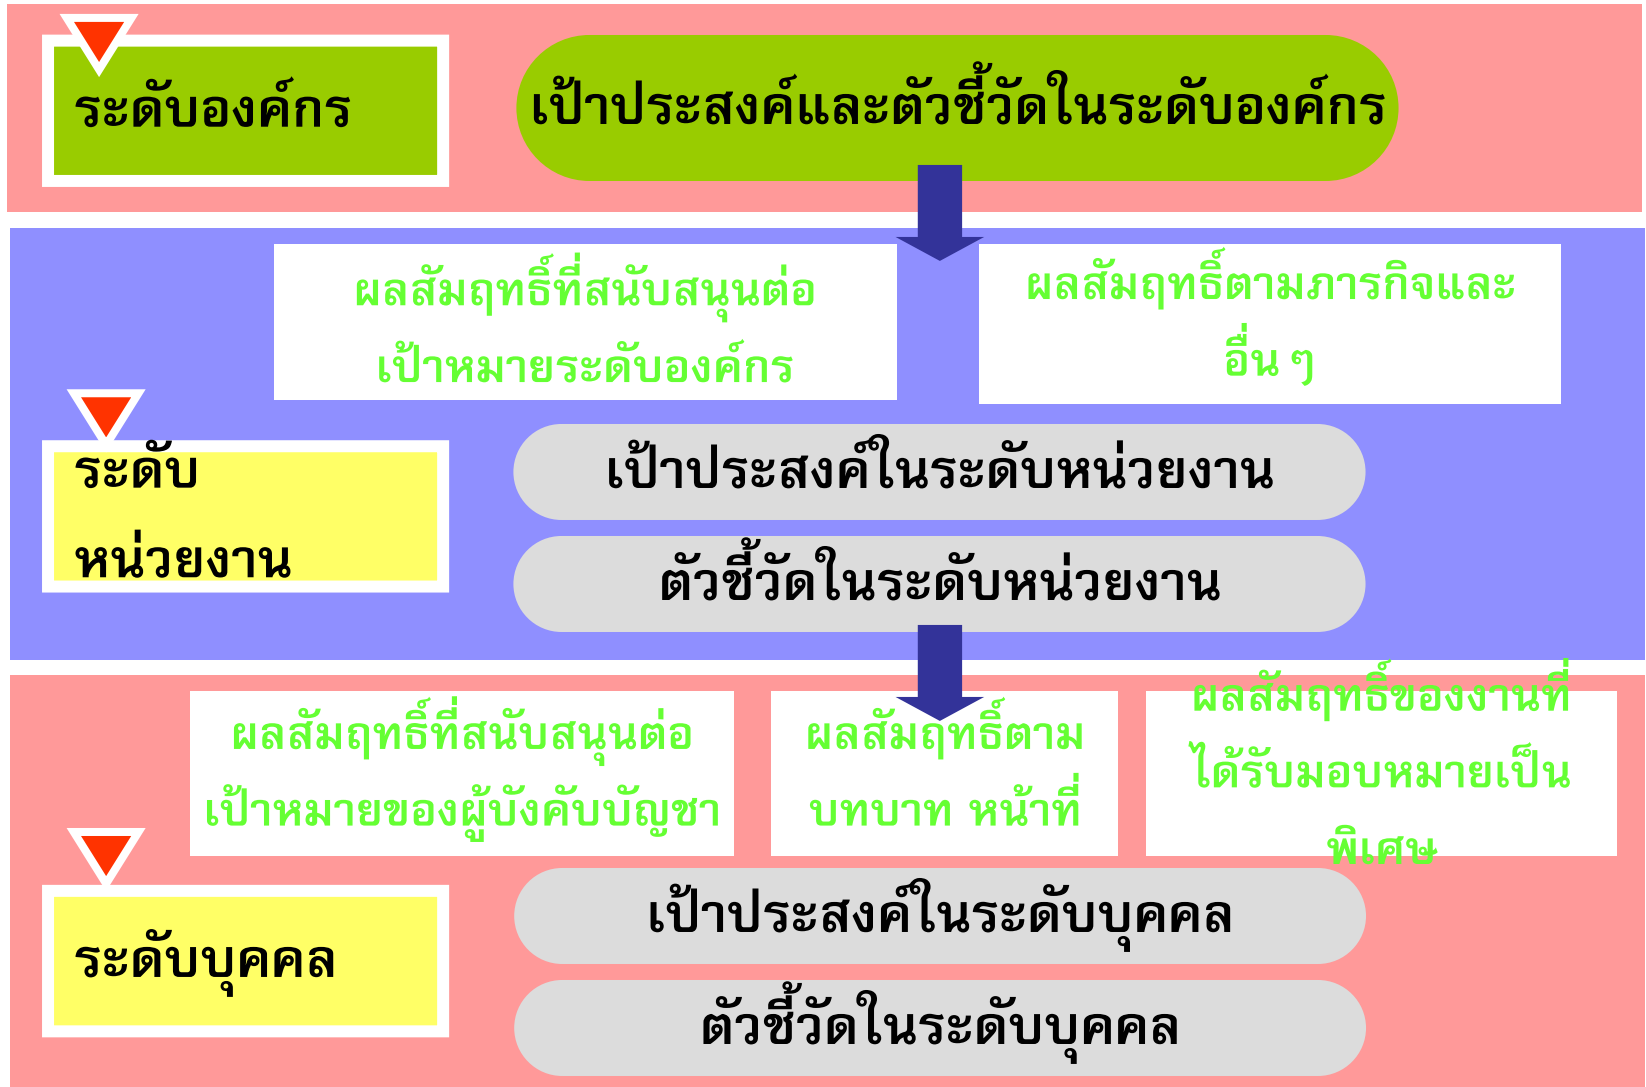 ระดับองค์กร
เป้าประสงค์และตัวชี้วัดในระดับองค์กร
ผลสัมฤทธิ์ที่สนับสนุนต่อ
เป้าหมายระดับองค์กร
ผลสัมฤทธิ์ตามภารกิจและ
อื่น ๆ
ระดับ
หน่วยงาน
เป้าประสงค์ในระดับหน่วยงาน
ตัวชี้วัดในระดับหน่วยงาน
ผลสัมฤทธิ์ที่สนับสนุนต่อ
เป้าหมายของผู้บังคับบัญชา
ผลสัมฤทธิ์ตาม
บทบาท หน้าที่
ผลสัมฤทธิ์ของงานที่
ได้รับมอบหมายเป็น
พิเศษ
ระดับบุคคล
เป้าประสงค์ในระดับบุคคล
ตัวชี้วัดในระดับบุคคล